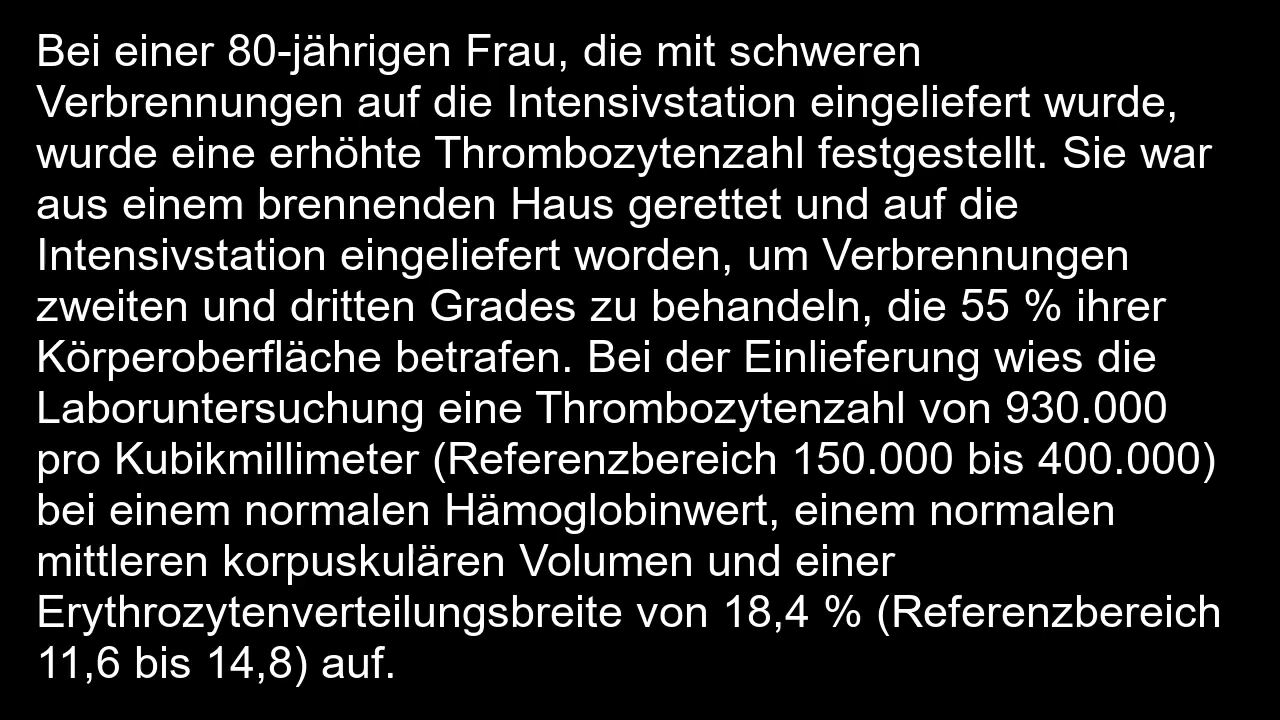 Bei einer 80-jährigen Frau, die mit schweren
Verbrennungen auf die Intensivstation eingeliefert wurde,
wurde eine erhöhte Thrombozytenzahl festgestellt. Sie war
aus einem brennenden Haus gerettet und auf die
Intensivstation eingeliefert worden, um Verbrennungen
zweiten und dritten Grades zu behandeln, die 55 % ihrer
Körperoberfläche betrafen. Bei der Einlieferung wies die
Laboruntersuchung eine Thrombozytenzahl von 930.000
pro Kubikmillimeter (Referenzbereich 150.000 bis 400.000)
bei einem normalen Hämoglobinwert, einem normalen
mittleren korpuskulären Volumen und einer
Erythrozytenverteilungsbreite von 18,4 % (Referenzbereich
11,6 bis 14,8) auf.